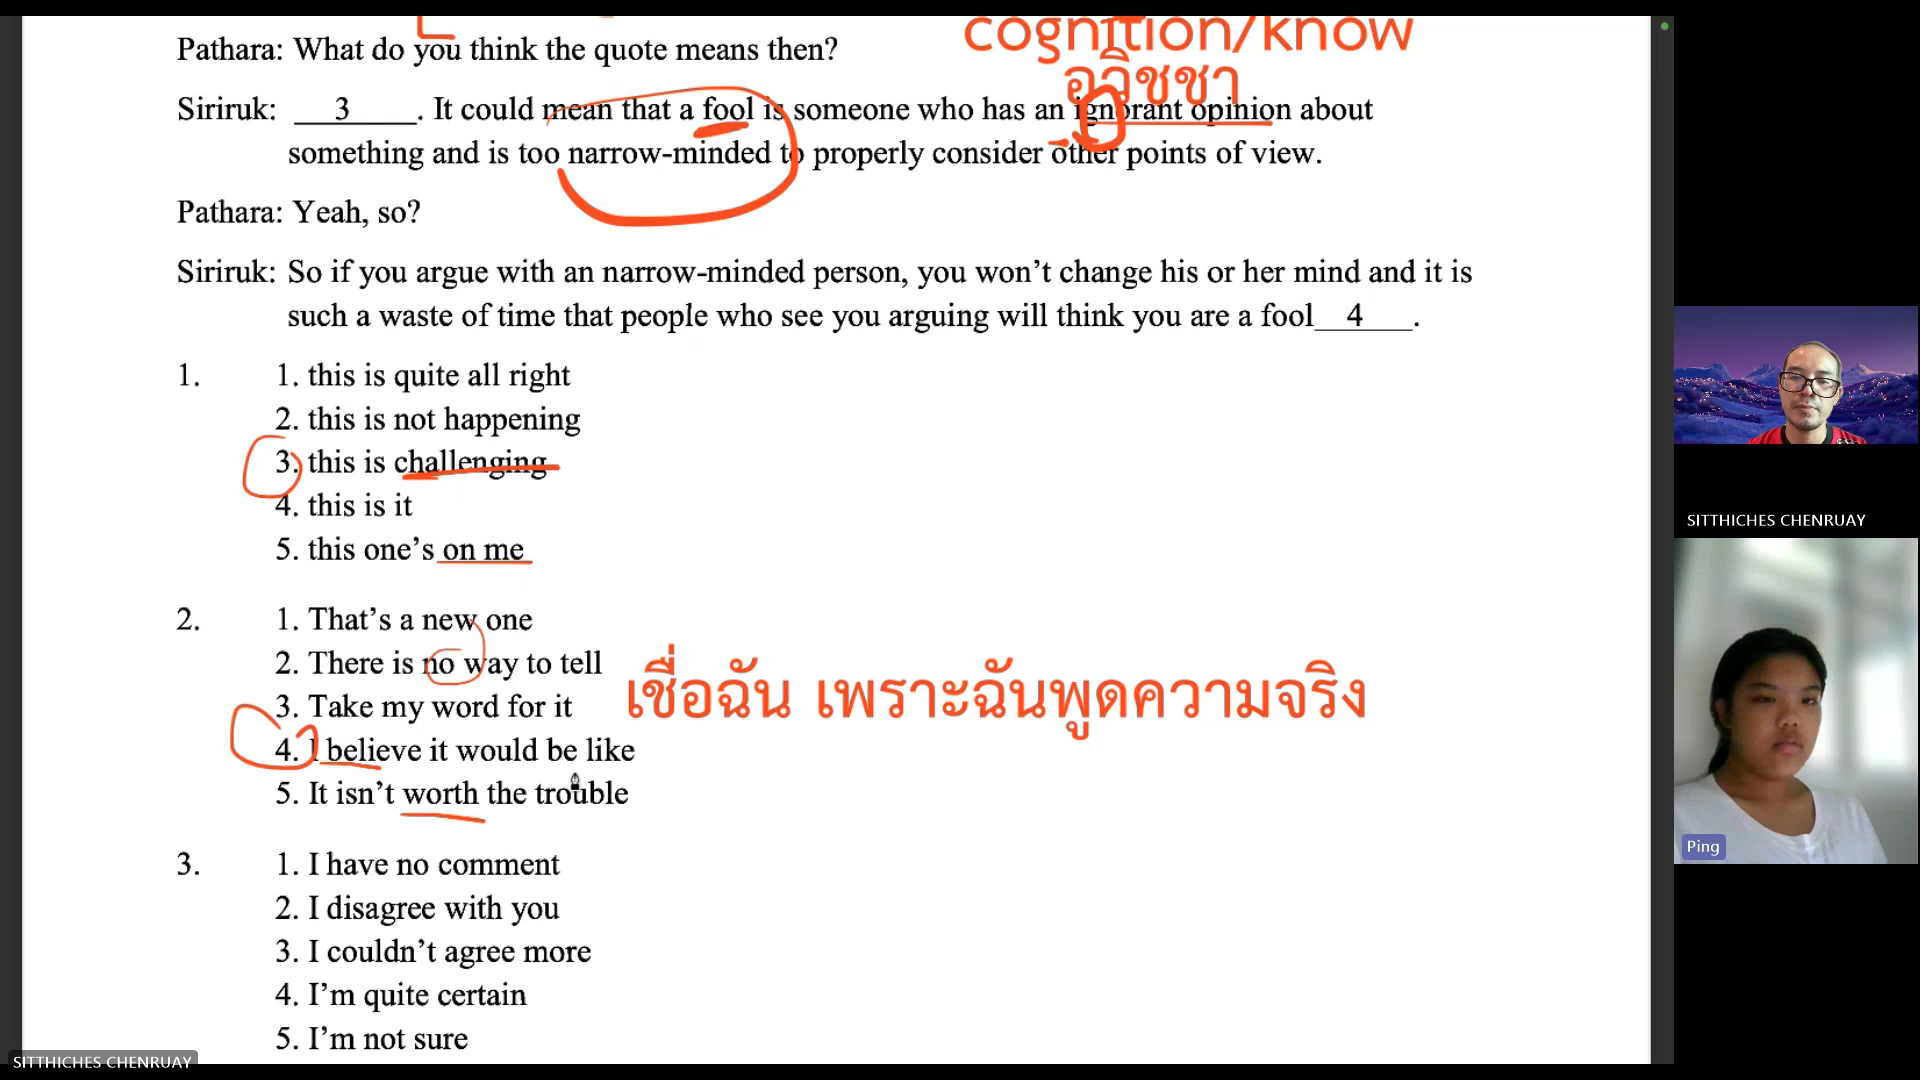 cognition/know
Pathara: What do you think the quote means then?
อวิชชา
Siriruk: 3 . It could mean that a fool is someone who has an ignorant opinion about
something and is too narrow-minded to properly consider other points of view.
Pathara: Yeah, so?
Siriruk: So if you argue with an narrow-minded person, you won’t change his or her mind and it is
such a waste of time that people who see you arguing will think you are a fool 4 .
1. 1. this is quite all right
2. this is not happening
3. this is challenging
4. this is it
5. this one’s on me
2. 1. That’s a new one
2. There is no way to tell
3. Take my word for it
เชื่อฉัน เพราะฉันพูดความจริง
4. I believe it would be like
5. It isn’t worth the trouble
3. 1. I have no comment
2. I disagree with you
3. I couldn’t agree more
4. I’m quite certain
5. I’m not sure
SITTHICHES CHENRUAY
Ping
SITTHICHES CHENRUAY